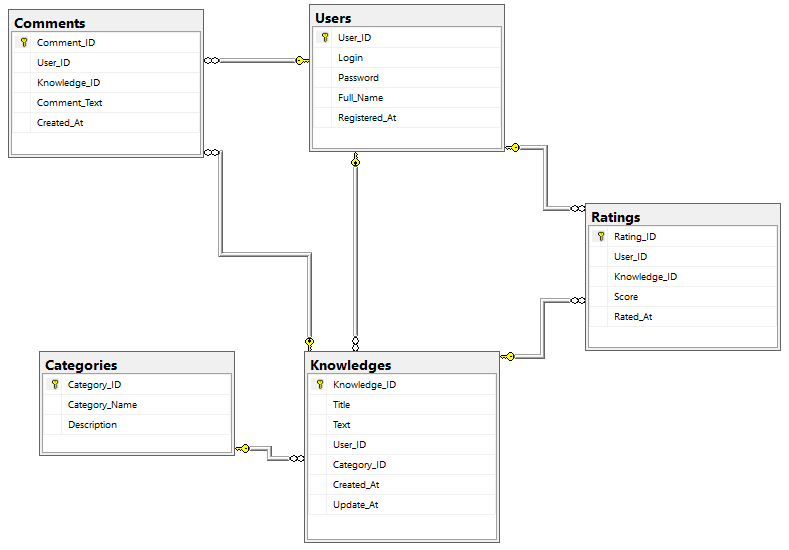 Comments
Comment_ID
User_ID
Knowledge_ID
Comment_Text
Created_At
Users
User_ID
Login
Password
Full_Name
Registered_At
Ratings
Rating_ID
User_ID
Knowledge_ID
Score
Rated_At
Categories
Category_ID
Category_Name
Description
Knowledges
Knowledge_ID
Title
Text
User_ID
Category_ID
Created_At
Update_At